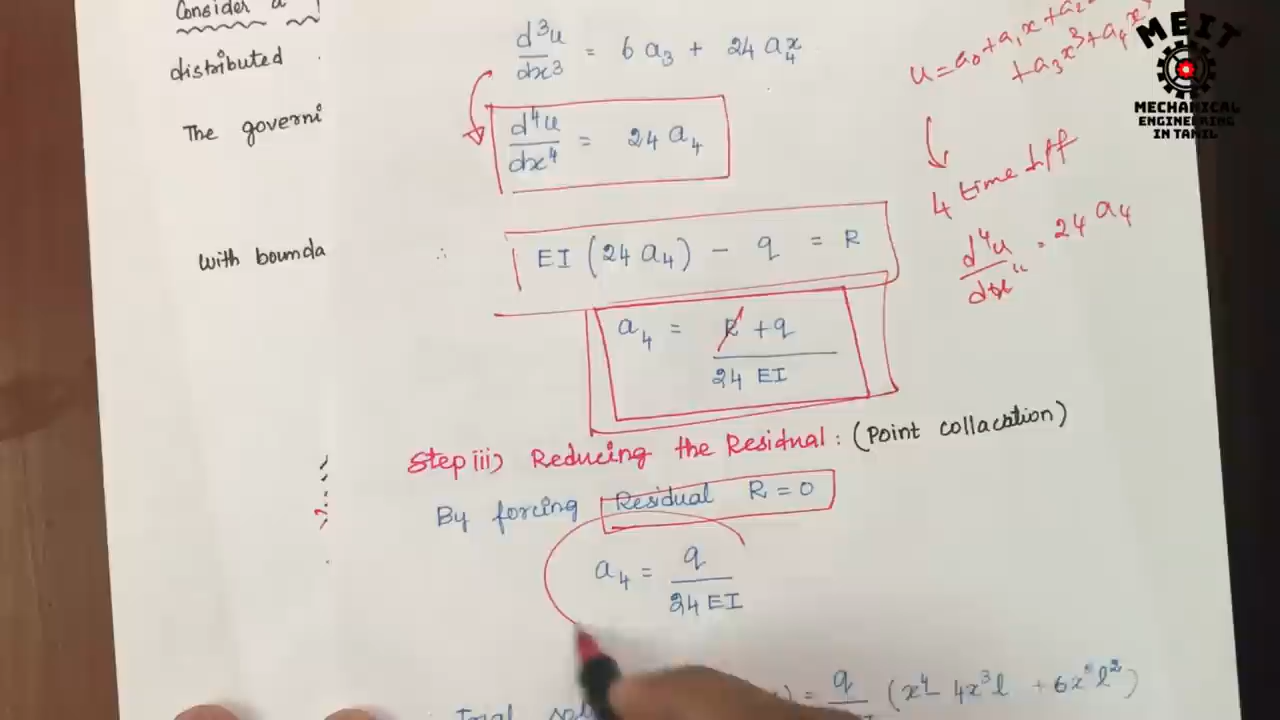 Consider a
distributed
The governi
with bounda
d³u/dx³ = 6 a₃ + 24 a₄x
d⁴u/dx⁴ = 24 a₄
∴ EI (24 a₄) - q = R
a₄ = R + q / 24 EI
Step iii) Reducing the Residual: (Point collacation)
By forcing Residual R = 0
a₄ = q / 24 EI
= q (x⁴ 4x³l + 6x²l²)
u = a₀ + a₁x + a₂
+ a₃x³ + a₄x
4 time diff
d⁴u/dx⁴ = 24 a₄
MEIT
MECHANICAL
ENGINEERING
IN TAMIL